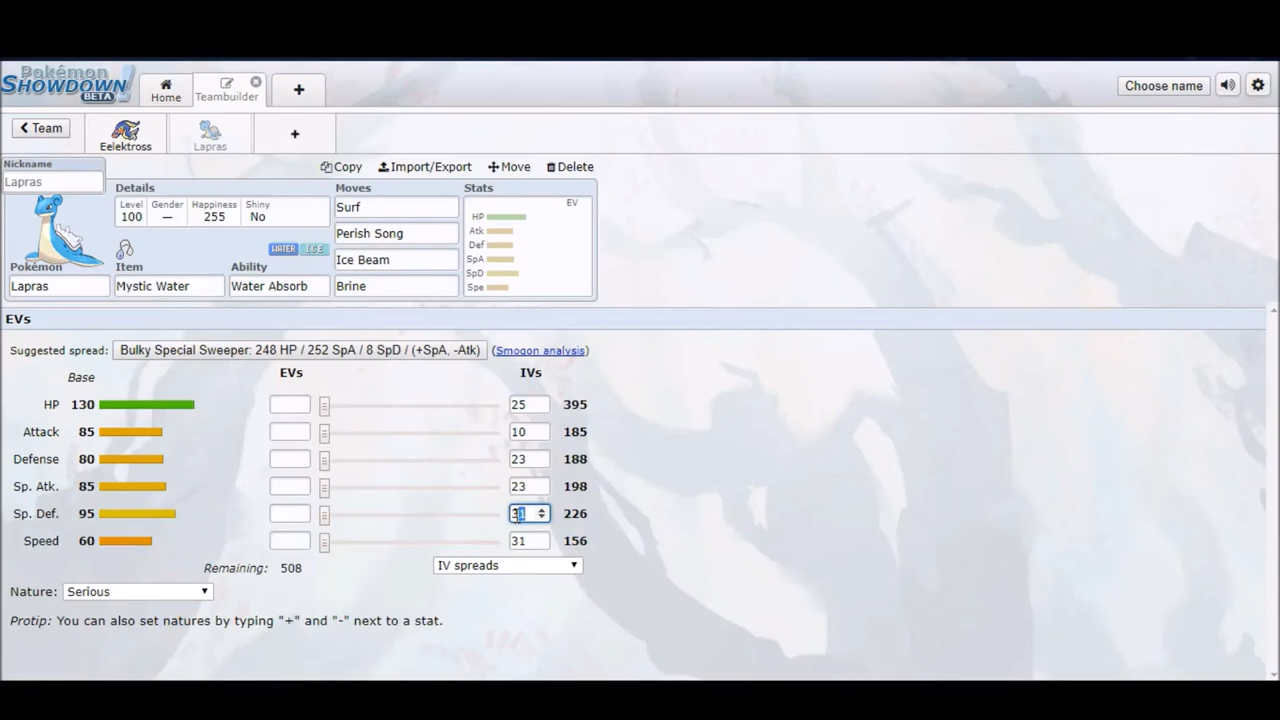 Pokémon
SHOWDOWN
BETA
Home
Teambuilder
+
Choose name
Team
Eelektross
Lapras
+
Nickname
Lapras
Copy
Import/Export
Move
Delete
Details
Level
100
Gender
—
Happiness
255
Shiny
No
WATER
ICE
Pokémon
Lapras
Item
Mystic Water
Ability
Water Absorb
Moves
Surf
Perish Song
Ice Beam
Brine
Stats
EV
HP
Atk
Def
SpA
SpD
Spe
EVs
Suggested spread: Bulky Special Sweeper: 248 HP / 252 SpA / 8 SpD / (+SpA, -Atk) (Smogon analysis)
Base EVs IVs
HP 130 25 395
Attack 85 10 185
Defense 80 23 188
Sp. Atk. 85 23 198
Sp. Def. 95 31 226
Speed 60 31 156
Remaining: 508 IV spreads
Nature: Serious
Protip: You can also set natures by typing "+" and "-" next to a stat.